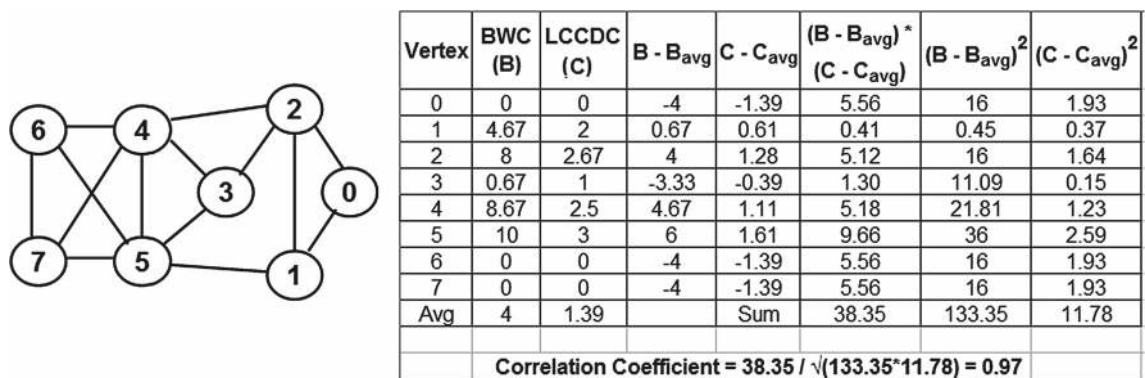 6
4
2
3
0
7
5
1
Vertex BWC (B) LCCDC (C) B - Bavg C - Cavg (B - Bavg) * (C - Cavg) (B - Bavg)2 (C - Cavg)2
0 0 0 -4 -1.39 5.56 16 1.93
1 4.67 2 0.67 0.61 0.41 0.45 0.37
2 8 2.67 4 1.28 5.12 16 1.64
3 0.67 1 -3.33 -0.39 1.30 11.09 0.15
4 8.67 2.5 4.67 1.11 5.18 21.81 1.23
5 10 3 6 1.61 9.66 36 2.59
6 0 0 -4 -1.39 5.56 16 1.93
7 0 0 -4 -1.39 5.56 16 1.93
Avg 4 1.39 Sum 38.35 133.35 11.78
Correlation Coefficient = 38.35 / √(133.35*11.78) = 0.97